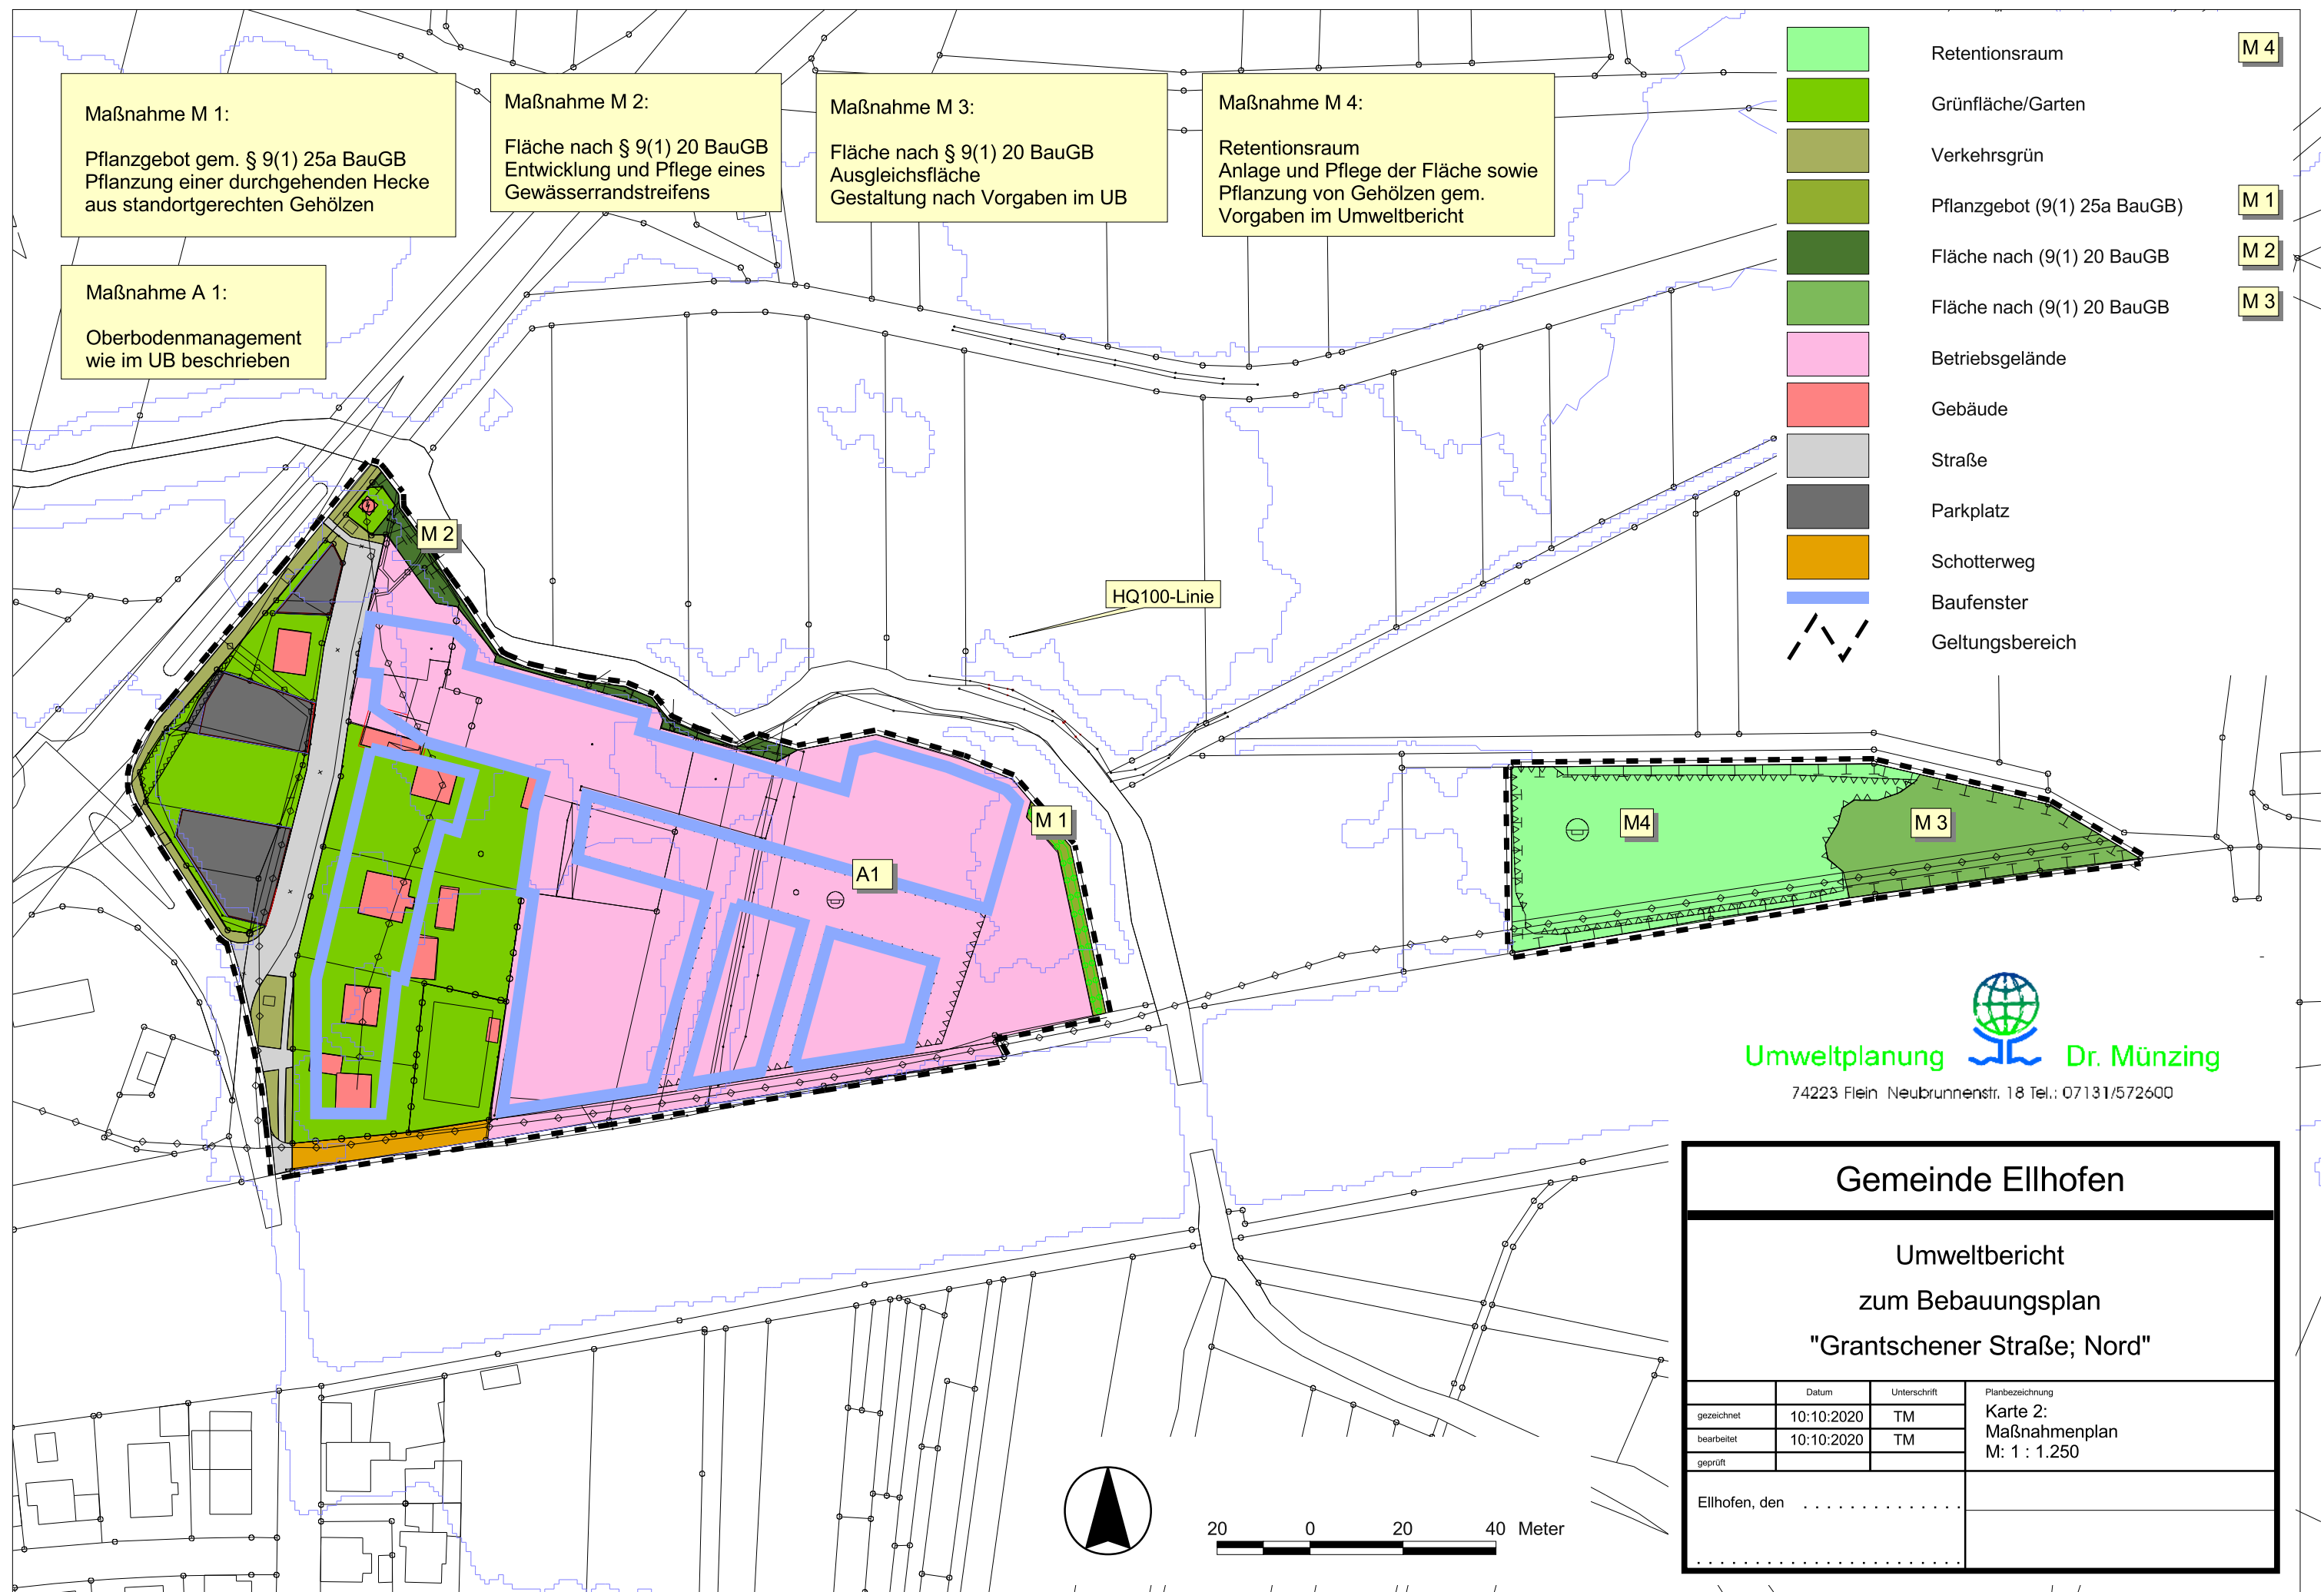 Maßnahme M 1:
Pflanzgebot gem. § 9(1) 25a BauGB
Pflanzung einer durchgehenden Hecke
aus standortgerechten Gehölzen
Maßnahme M 2:
Fläche nach § 9(1) 20 BauGB
Entwicklung und Pflege eines
Gewässerrandstreifens
Maßnahme M 3:
Fläche nach § 9(1) 20 BauGB
Ausgleichsfläche
Gestaltung nach Vorgaben im UB
Maßnahme M 4:
Retentionsraum
Anlage und Pflege der Fläche sowie
Pflanzung von Gehölzen gem.
Vorgaben im Umweltbericht
Maßnahme A 1:
Oberbodenmanagement
wie im UB beschrieben
Retentionsraum M 4
Grünfläche/Garten
Verkehrsgrün
Pflanzgebot (9(1) 25a BauGB) M 1
Fläche nach (9(1) 20 BauGB M 2
Fläche nach (9(1) 20 BauGB M 3
Betriebsgelände
Gebäude
Straße
Parkplatz
Schotterweg
Baufenster
Geltungsbereich
M 2
HQ100-Linie
M 1
A1
M4
M 3
Umweltplanung Dr. Münzing
74223 Flein Neubrunnenstr. 18 Tel.: 07131/572600
Gemeinde Ellhofen
Umweltbericht
zum Bebauungsplan
"Grantschener Straße; Nord"
Datum Unterschrift Planbezeichnung
gezeichnet 10:10:2020 TM
bearbeitet 10:10:2020 TM
geprüft
Karte 2:
Maßnahmenplan
M: 1 : 1.250
Ellhofen, den . . . . . . . . . . . . . .
20 0 20 40 Meter